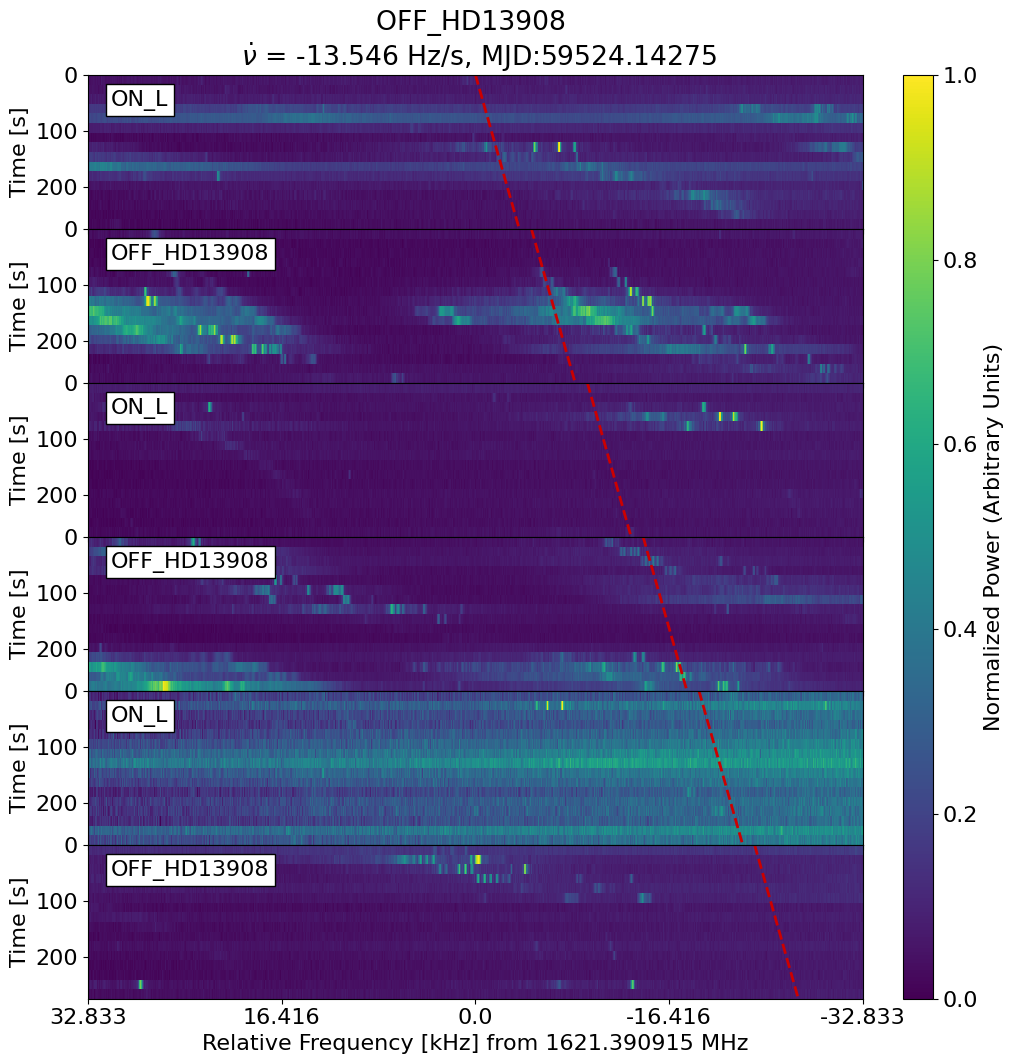 OFF_HD13908
ν̇ = -13.546 Hz/s, MJD:59524.14275
0
ON_L
100
200
Time [s]
0
OFF_HD13908
100
200
Time [s]
0
ON_L
100
200
Time [s]
0
OFF_HD13908
100
200
Time [s]
0
ON_L
100
200
Time [s]
0
OFF_HD13908
100
200
Time [s]
32.833 16.416 0.0 -16.416 -32.833
Relative Frequency [kHz] from 1621.390915 MHz
1.0
0.8
0.6
0.4
0.2
0.0
Normalized Power (Arbitrary Units)